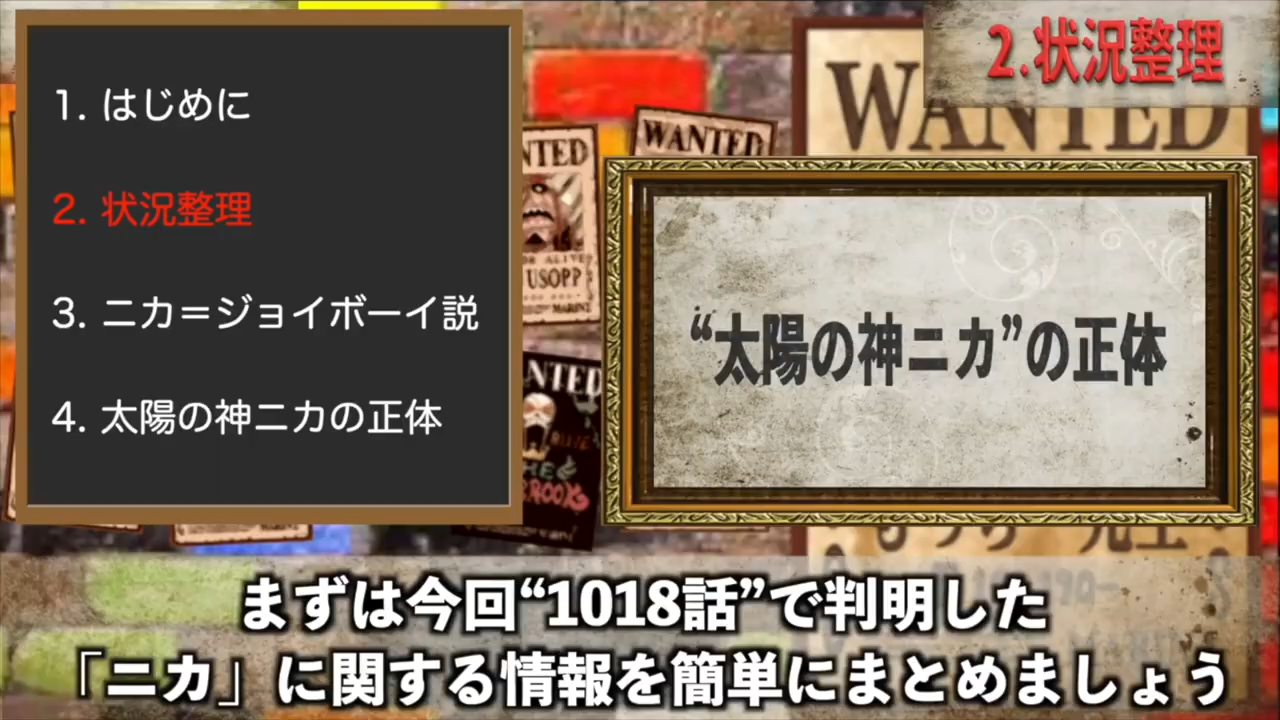 1. はじめに
2. 状況整理
3. ニカ＝ジョイボーイ説
4. 太陽の神ニカの正体
2.状況整理
WANTED
WANTED
NTED
USOPP
NTED
“太陽の神ニカ”の正体
まずは今回“1018話”で判明した
「ニカ」に関する情報を簡単にまとめましょう